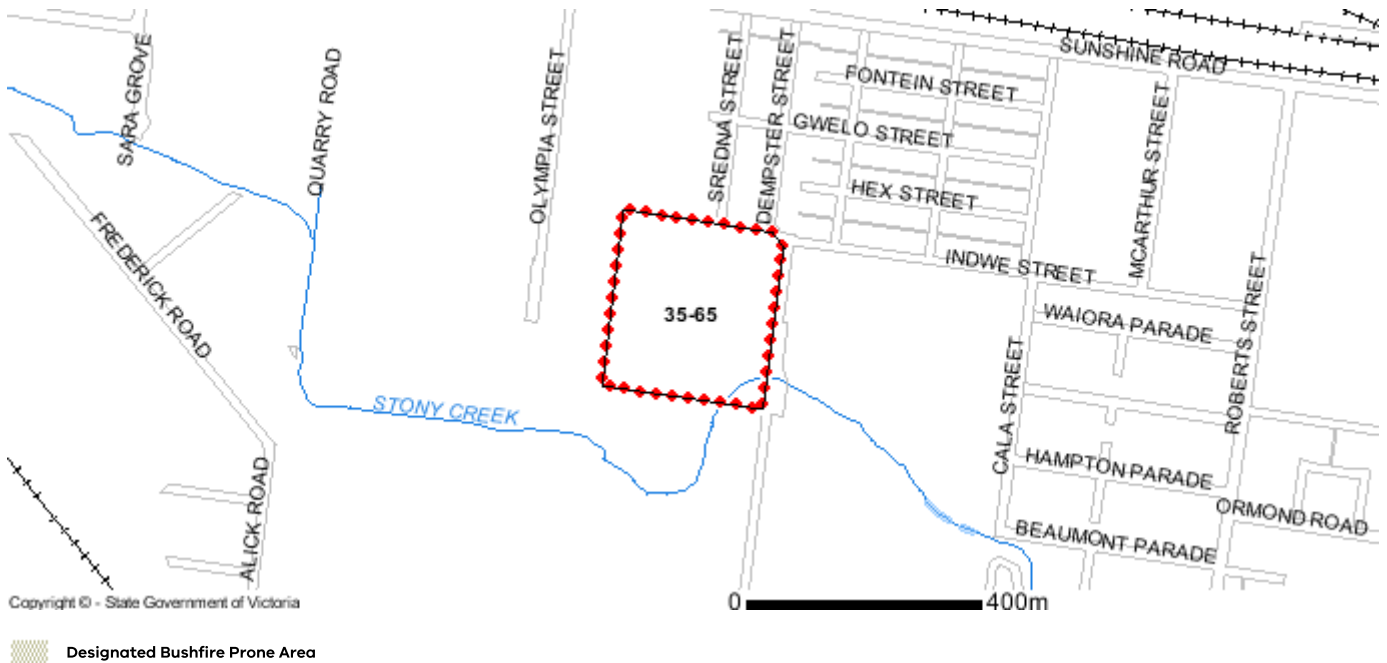 SUNSHINE ROAD
SARA GROVE
QUARRY ROAD
OLYMPIA STREET
SREDNA STREET
DEMPSTER STREET
FONTEIN STREET
GWELO STREET
HEX STREET
MCARTHUR STREET
FREDERICK ROAD
INDWE STREET
35-65
WAIORA PARADE
ROBERTS STREET
STONY CREEK
CALA STREET
HAMPTON PARADE
ORMOND ROAD
ALICK ROAD
BEAUMONT PARADE
Copyright © - State Government of Victoria
0 400m
Designated Bushfire Prone Area